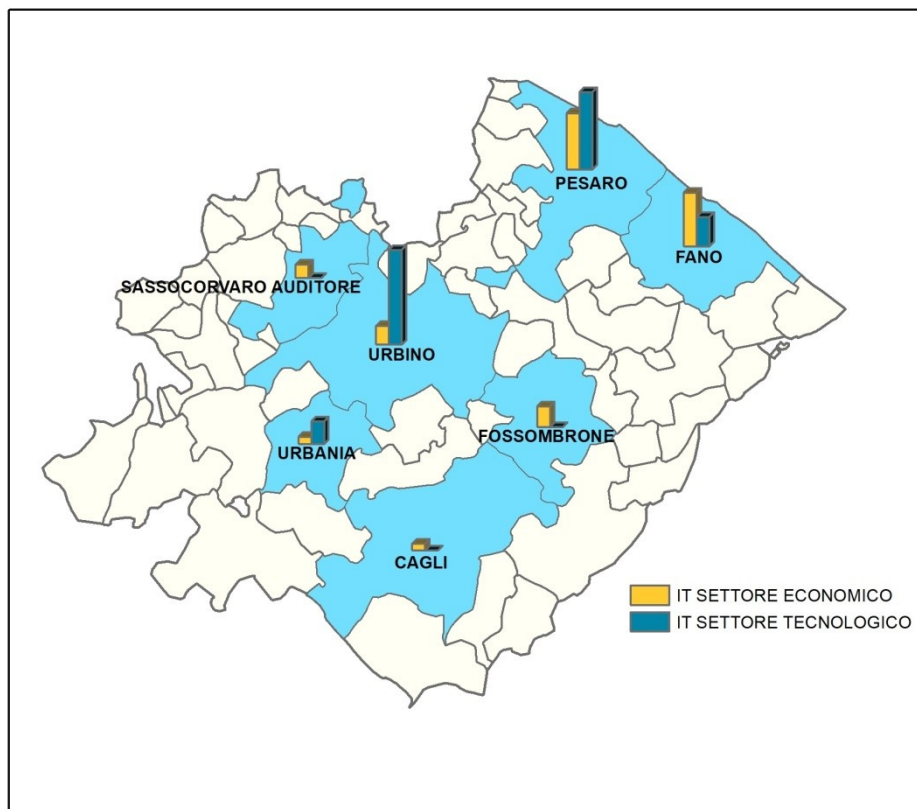 PESARO
FANO
SASSOCORVARO AUDITORE
URBINO
FOSSOMBRONE
URBANIA
CAGLI
IT SETTORE ECONOMICO
IT SETTORE TECNOLOGICO